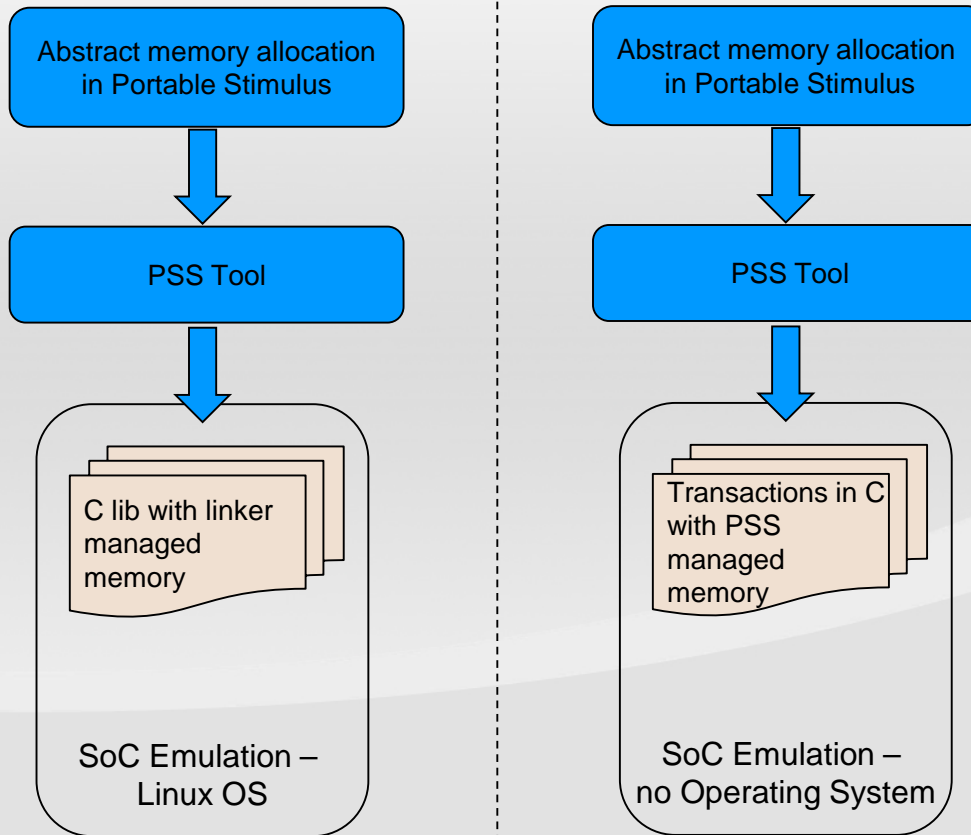 Abstract memory allocation
in Portable Stimulus
PSS Tool
C lib with linker
managed
memory
SoC Emulation –
Linux OS
Abstract memory allocation
in Portable Stimulus
PSS Tool
Transactions in C
with PSS
managed
memory
SoC Emulation –
no Operating System